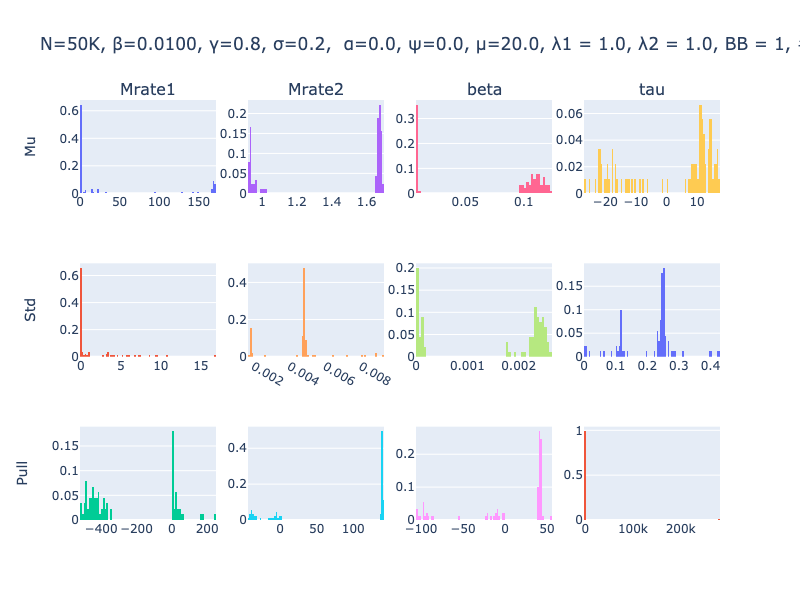 N=50K, β=0.0100, γ=0.8, σ=0.2, ɑ=0.0, ψ=0.0, μ=20.0, λ1 = 1.0, λ2 = 1.0, BB = 1,
Mrate1 Mrate2 beta tau
Mu
0.6 0.4 0.2 0
0.2 0.15 0.1 0.05 0
0.3 0.2 0.1 0
0.06 0.04 0.02 0
0 50 100 150
1 1.2 1.4 1.6
0.05 0.1
−20 −10 0 10
Std
0.6 0.4 0.2 0
0.4 0.2 0
0.2 0.15 0.1 0.05 0
0.15 0.1 0.05 0
0 5 10 15
0.002 0.004 0.006 0.008
0 0.001 0.002
0 0.1 0.2 0.3 0.4
Pull
0.15 0.1 0.05 0
0.4 0.2 0
0.2 0.1 0
1 0.5 0
−400 −200 0 200
0 50 100
−100 −50 0 50
0 100k 200k